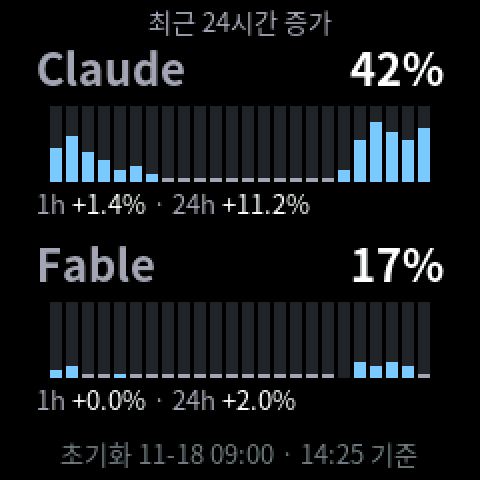 최근 24시간 증가
Claude 42%
1h +1.4% · 24h +11.2%
Fable 17%
1h +0.0% · 24h +2.0%
초기화 11-18 09:00 · 14:25 기준